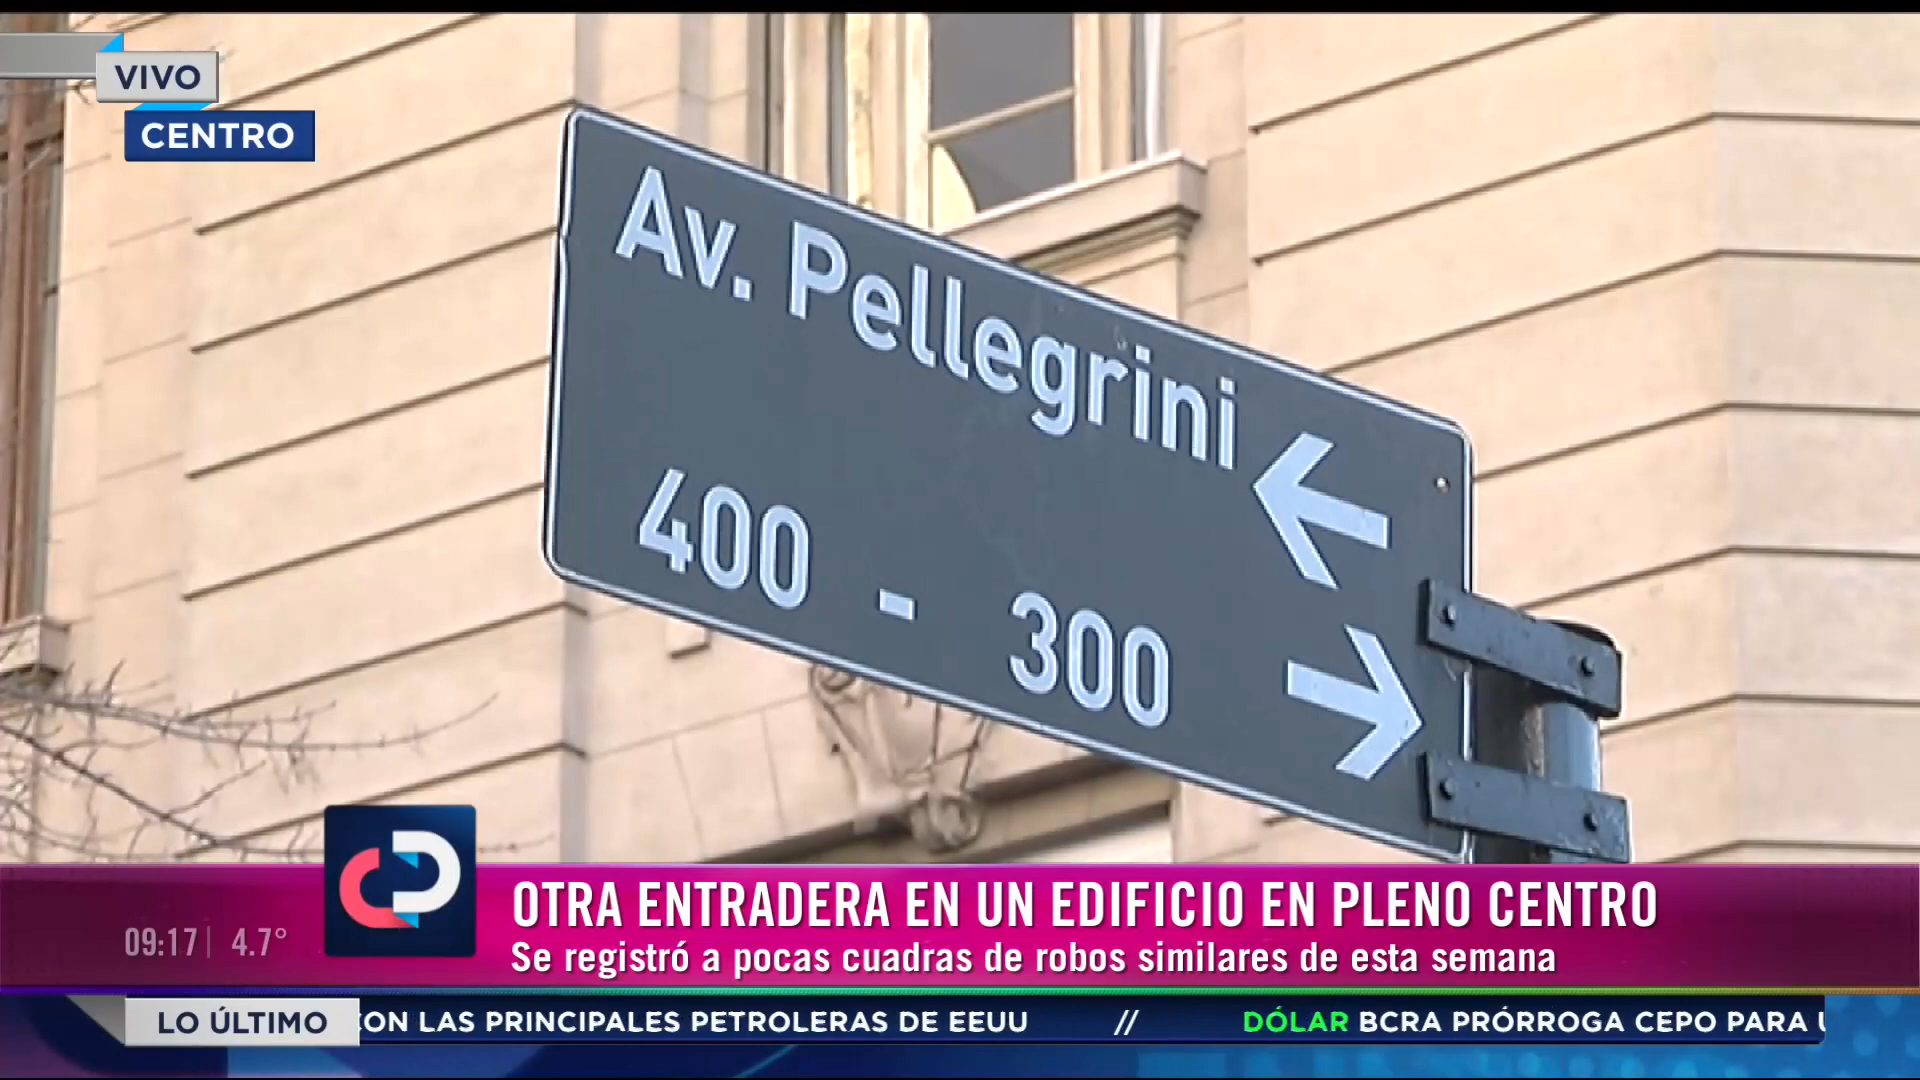 VIVO
CENTRO
Av. Pellegrini
400 - 300
OTRA ENTRADERA EN UN EDIFICIO EN PLENO CENTRO
Se registró a pocas cuadras de robos similares de esta semana
09:17 4.7°
LO ÚLTIMO
CON LAS PRINCIPALES PETROLERAS DE EEUU // DÓLAR BCRA PRÓRROGA CEPO PARA